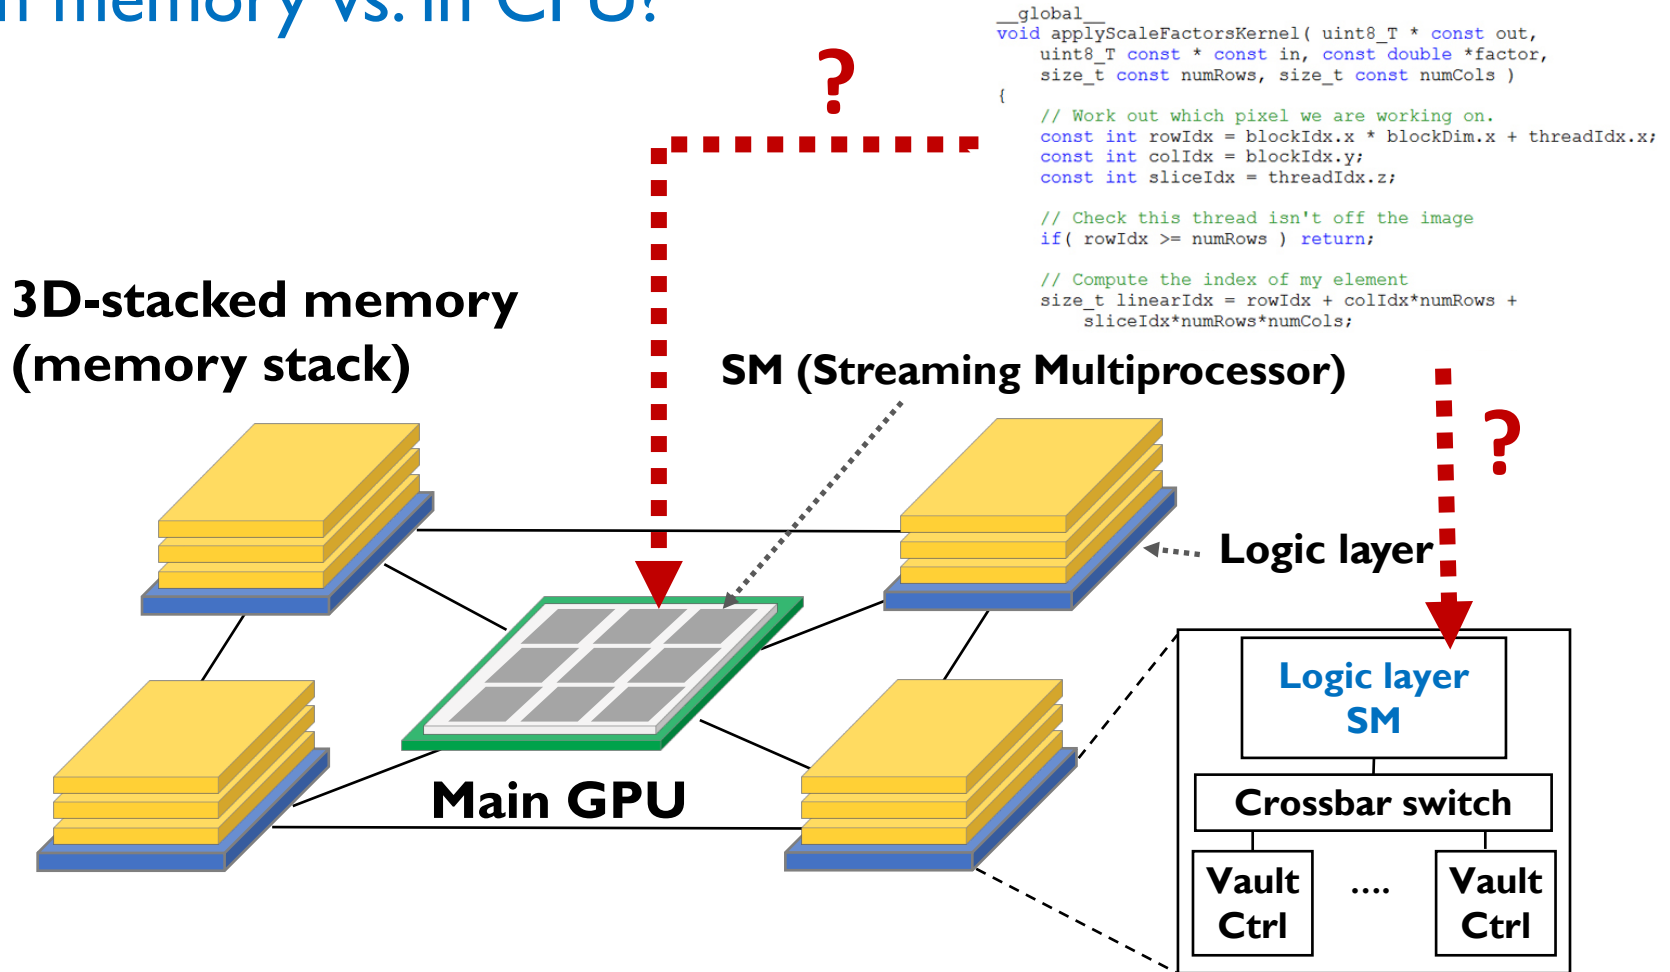 in memory vs. in CPU?
__global__
void applyScaleFactorsKernel( uint8_T * const out,
uint8_T const * const in, const double *factor,
size_t const numRows, size_t const numCols )
{
// Work out which pixel we are working on.
const int rowIdx = blockIdx.x * blockDim.x + threadIdx.x;
const int colIdx = blockIdx.y;
const int sliceIdx = threadIdx.z;
// Check this thread isn't off the image
if( rowIdx >= numRows ) return;
// Compute the index of my element
size_t linearIdx = rowIdx + colIdx*numRows +
sliceIdx*numRows*numCols;
?
3D-stacked memory
(memory stack)
SM (Streaming Multiprocessor)
?
Logic layer
Main GPU
Logic layer
SM
Crossbar switch
Vault
Ctrl
....
Vault
Ctrl